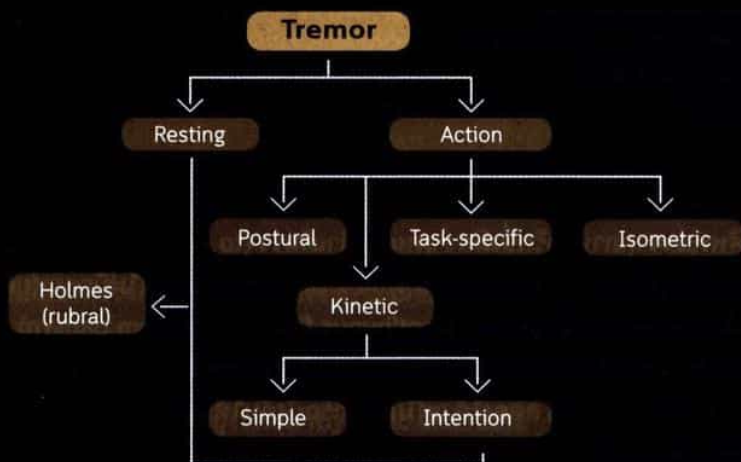 Tremor
Resting
Action
Postural
Task-specific
Isometric
Holmes
(rubral)
Kinetic
Simple
Intention